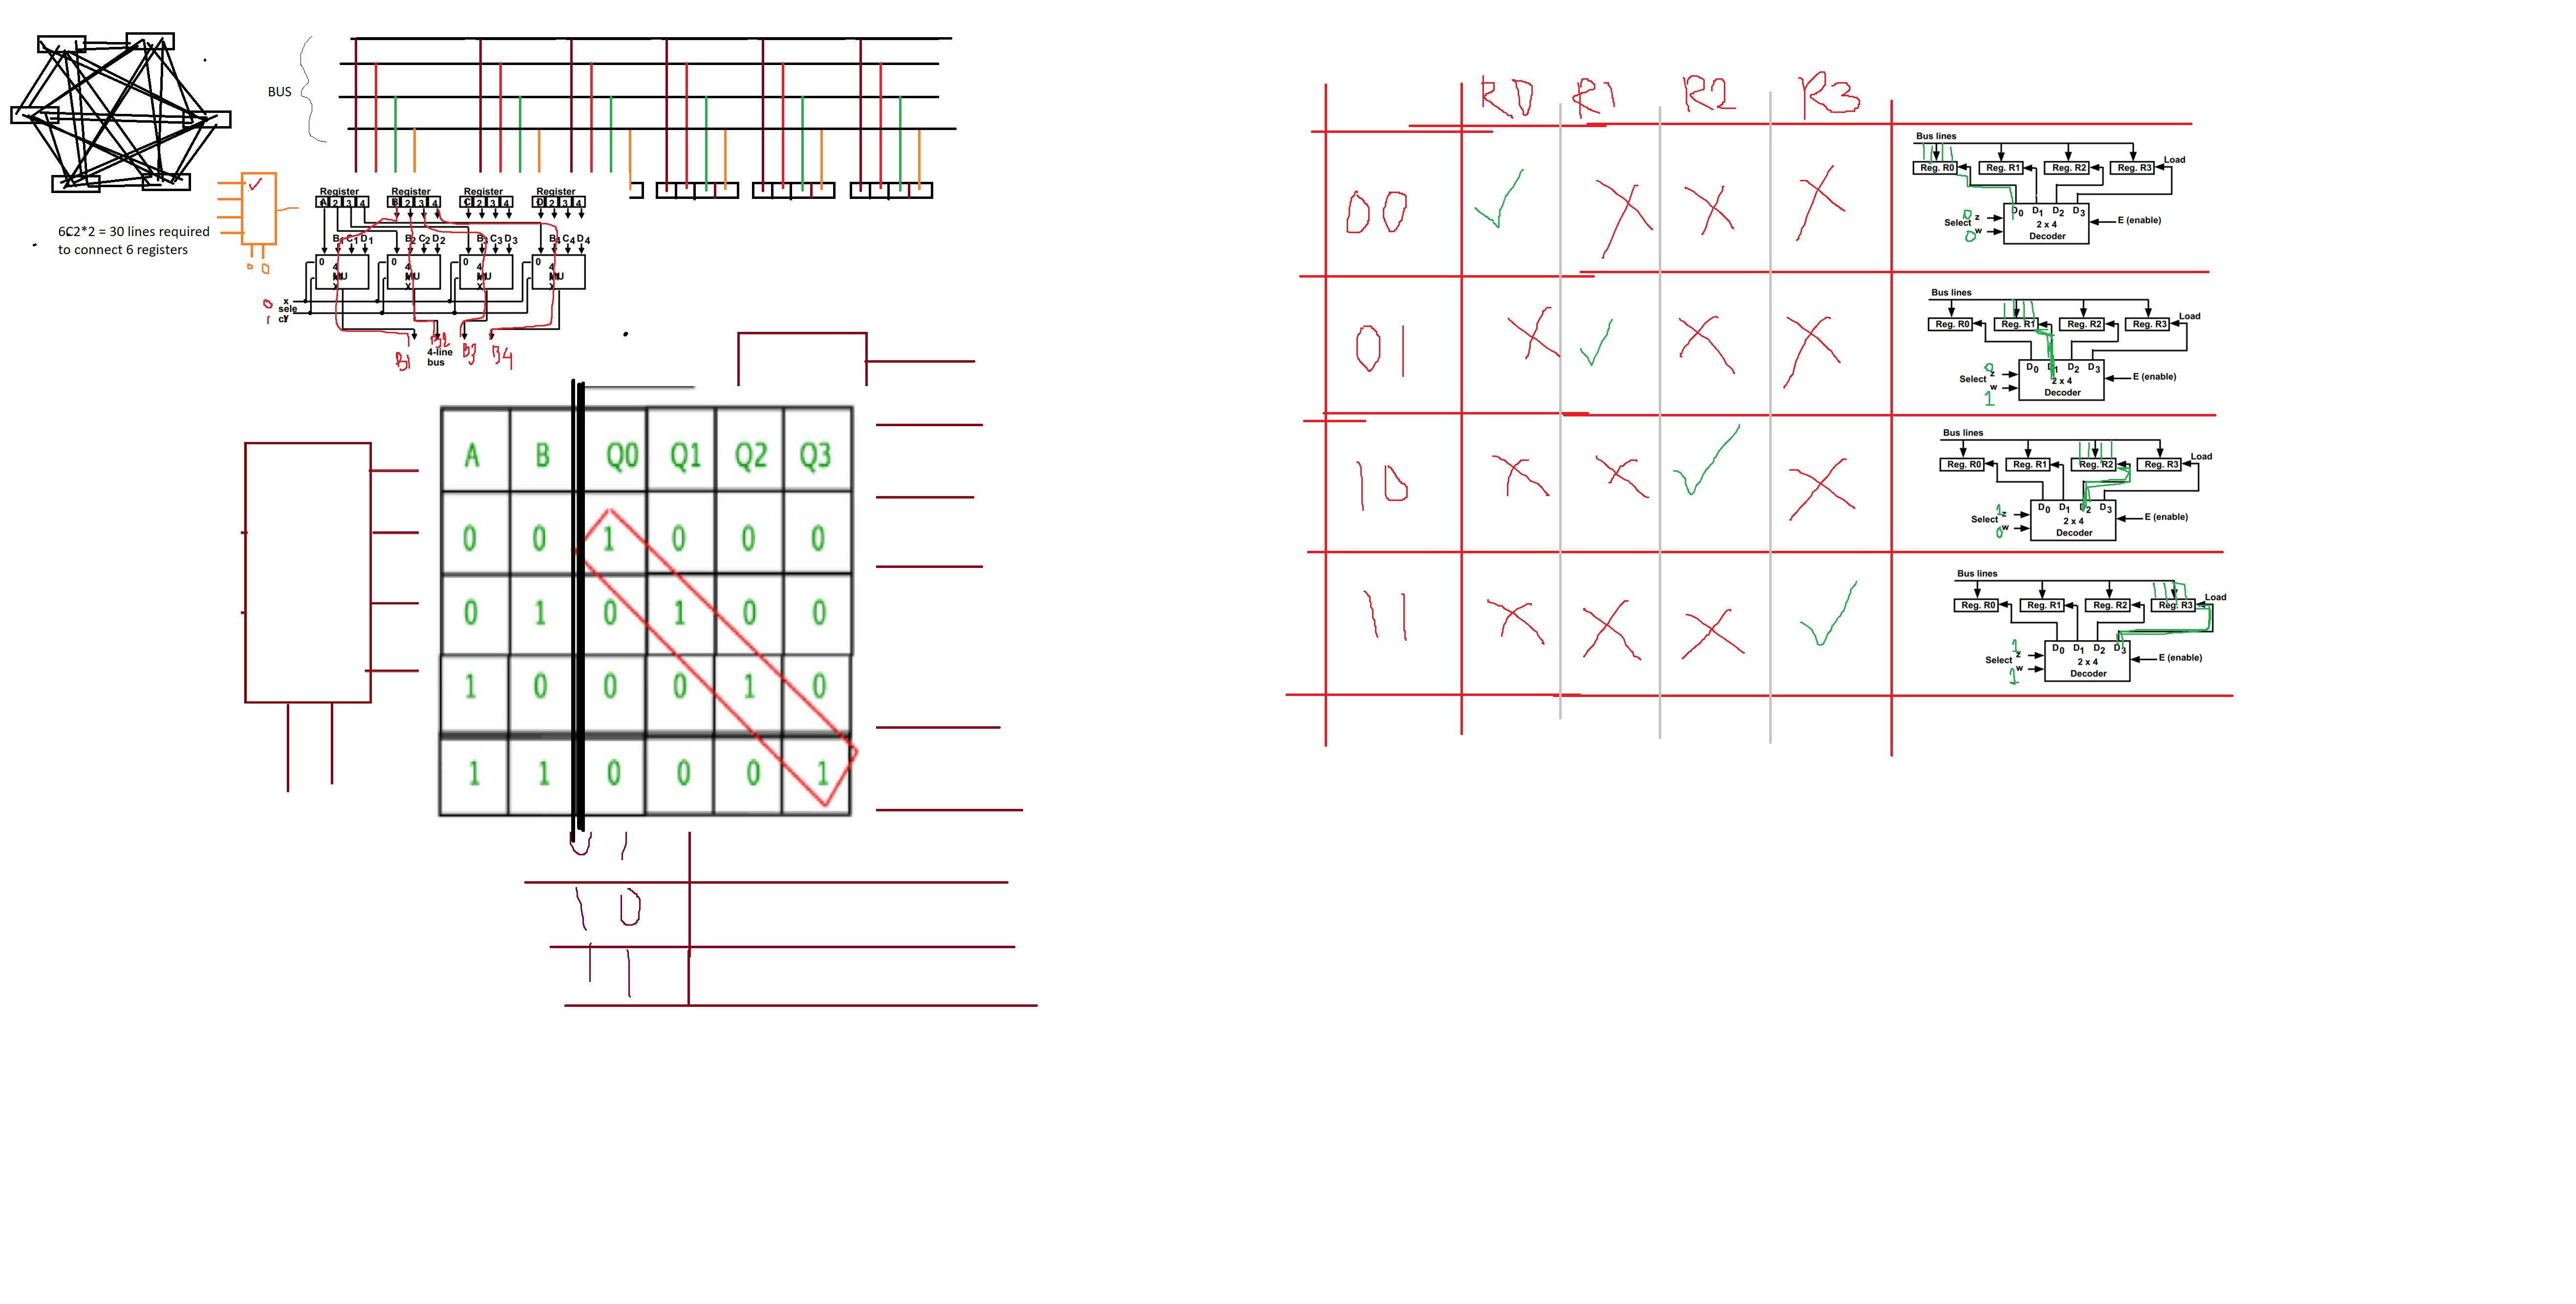 BUS
6C2*2 = 30 lines required
to connect 6 registers
0 0
Register Register Register Register
A 2 3 4 B 2 3 4 C 2 3 4 D 2 3 4
B1 C1 D1 B2 C2 D2 B3 C3 D3 B4 C4 D4
0 0 0 0
4 4 4 4
MU MU MU MU
X X X X
0 x
sele
1 ct y
B1 B2 B3 B4
4-line
bus
A B Q0 Q1 Q2 Q3
0 0 1 0 0 0
0 1 0 1 0 0
1 0 0 0 1 0
1 1 0 0 0 1
0 1
1 0
1 1
R0 R1 R2 R3
00
Bus lines
Reg. R0 Reg. R1 Reg. R2 Reg. R3 Load
D0 D1 D2 D3
0 z
Select
0 w
2 x 4
Decoder
E (enable)
01
Bus lines
Reg. R0 Reg. R1 Reg. R2 Reg. R3 Load
D0 D1 D2 D3
0 z
Select
w
1
2 x 4
Decoder
E (enable)
10
Bus lines
Reg. R0 Reg. R1 Reg. R2 Reg. R3 Load
D0 D1 D2 D3
1 z
Select
0 w
2 x 4
Decoder
E (enable)
11
Bus lines
Reg. R0 Reg. R1 Reg. R2 Reg. R3 Load
D0 D1 D2 D3
1 z
Select
w
1
2 x 4
Decoder
E (enable)